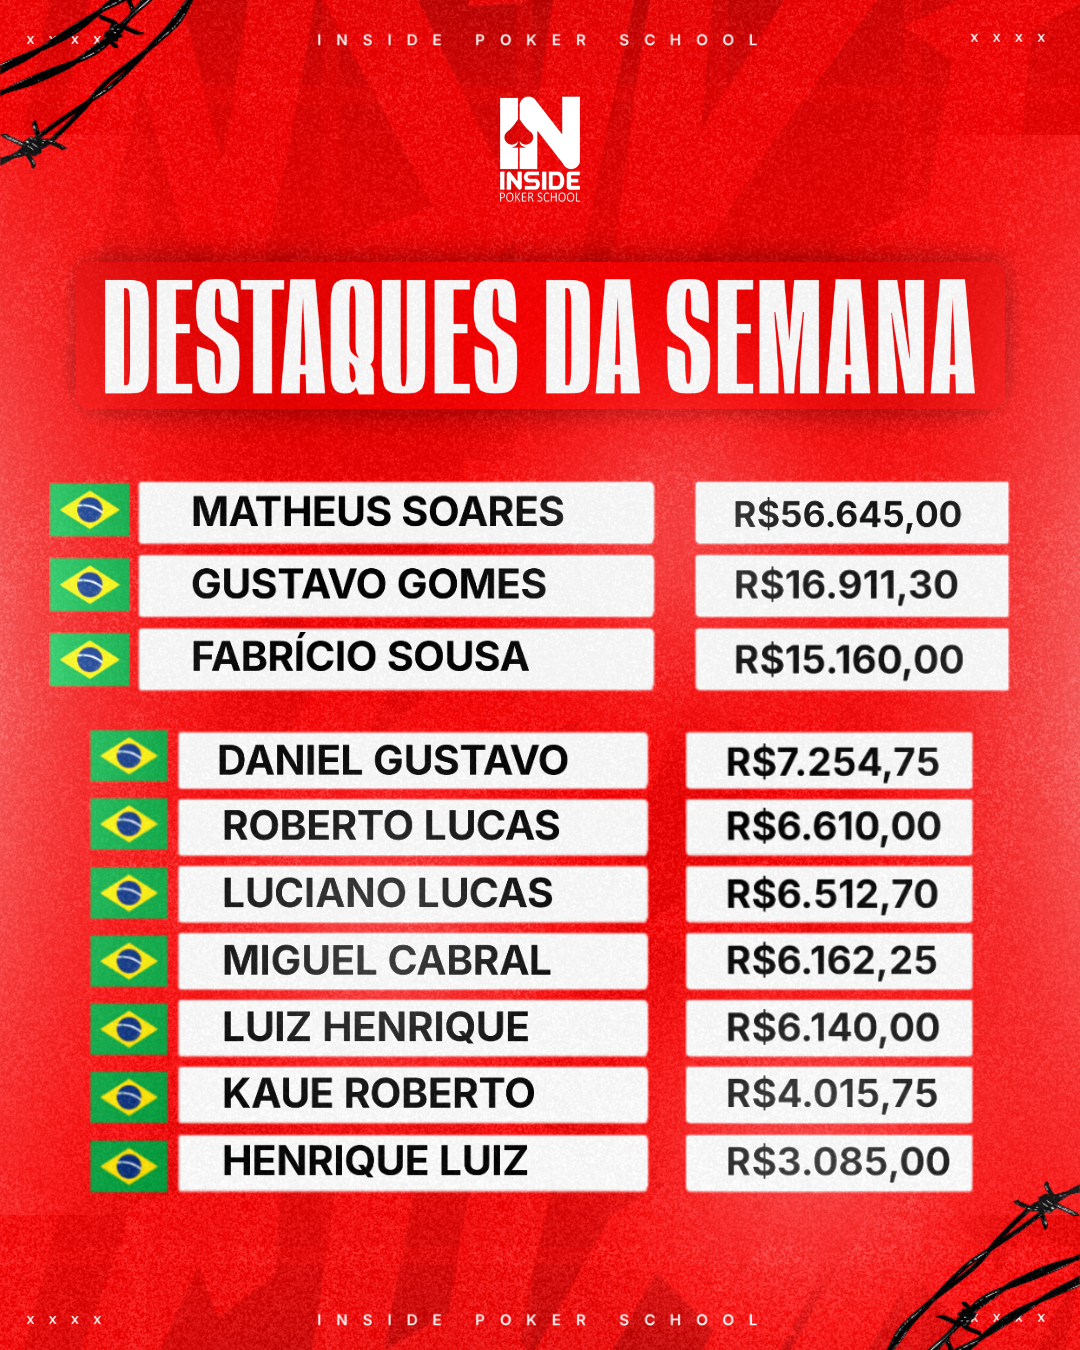 x x x x
INSIDE POKER SCHOOL
x x x x
IN
INSIDE
POKER SCHOOL
DESTAQUES DA SEMANA
MATHEUS SOARES R$56.645,00
GUSTAVO GOMES R$16.911,30
FABRÍCIO SOUSA R$15.160,00
DANIEL GUSTAVO R$7.254,75
ROBERTO LUCAS R$6.610,00
LUCIANO LUCAS R$6.512,70
MIGUEL CABRAL R$6.162,25
LUIZ HENRIQUE R$6.140,00
KAUE ROBERTO R$4.015,75
HENRIQUE LUIZ R$3.085,00
x x x x
INSIDE POKER SCHOOL
x x x x